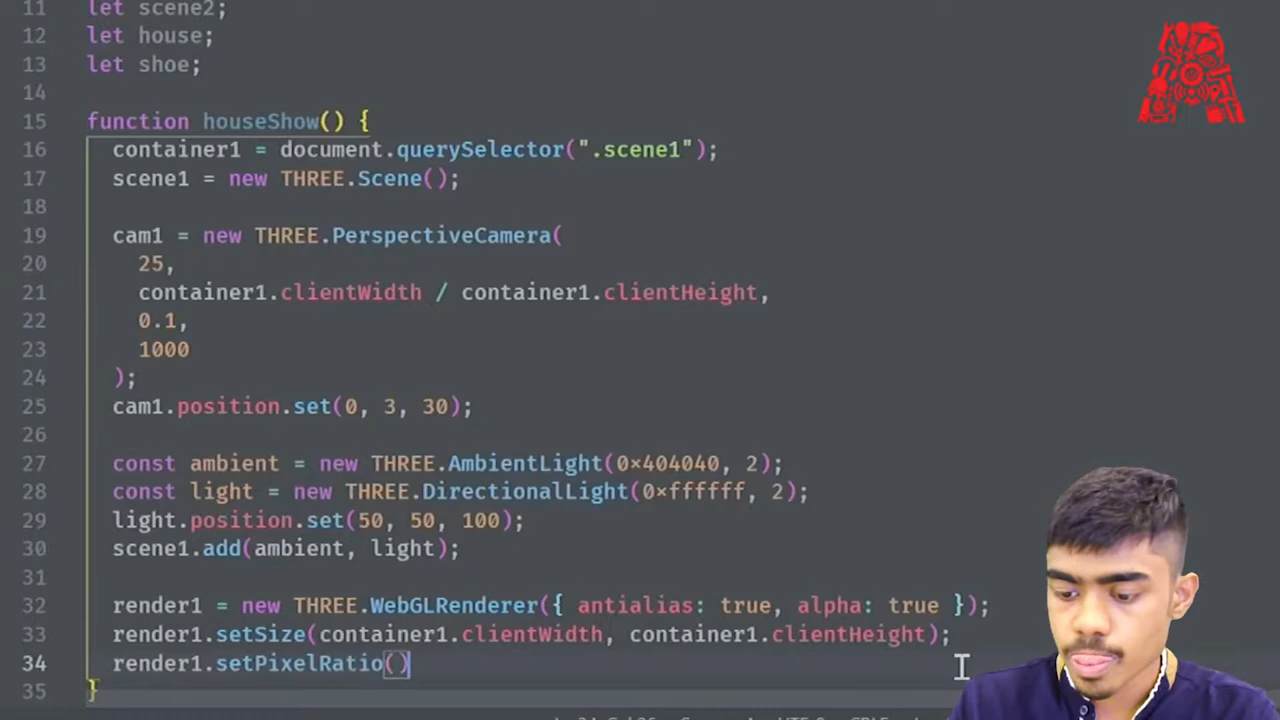 11 let scene2;
12 let house;
13 let shoe;
14
15 function houseShow() {
16 container1 = document.querySelector(".scene1");
17 scene1 = new THREE.Scene();
18
19 cam1 = new THREE.PerspectiveCamera(
20 25,
21 container1.clientWidth / container1.clientHeight,
22 0.1,
23 1000
24 );
25 cam1.position.set(0, 3, 30);
26
27 const ambient = new THREE.AmbientLight(0×404040, 2);
28 const light = new THREE.DirectionalLight(0×ffffff, 2);
29 light.position.set(50, 50, 100);
30 scene1.add(ambient, light);
31
32 render1 = new THREE.WebGLRenderer({ antialias: true, alpha: true });
33 render1.setSize(container1.clientWidth, container1.clientHeight);
34 render1.setPixelRatio()
35 }